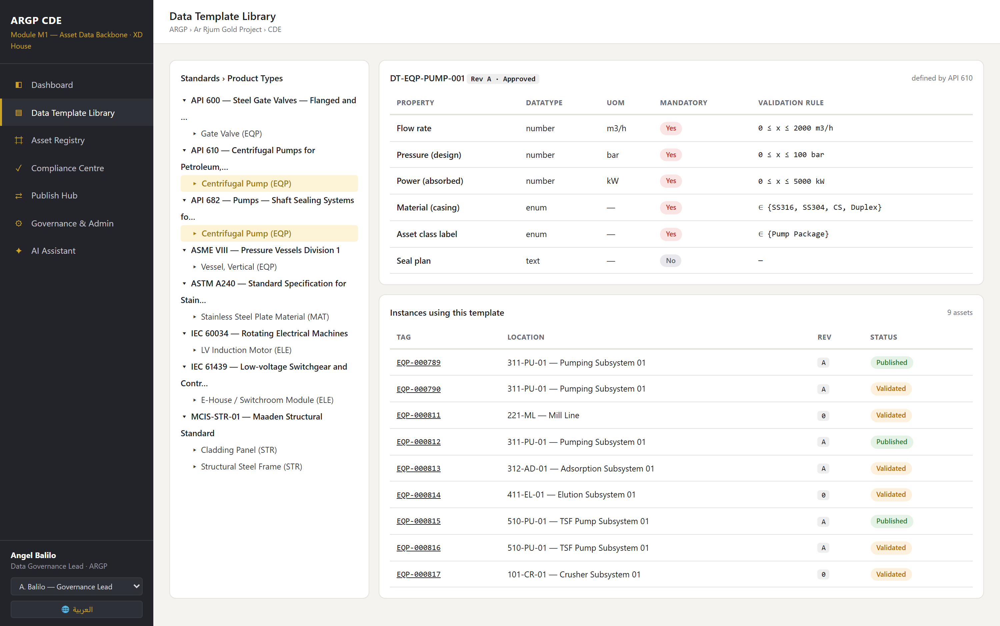 ARGP CDE
Module M1 — Asset Data Backbone · XD
House
Dashboard
Data Template Library
Asset Registry
Compliance Centre
Publish Hub
Governance & Admin
AI Assistant
Angel Balilo
Data Governance Lead · ARGP
A. Balilo — Governance Lead
العربية
Data Template Library
ARGP › Ar Rjum Gold Project › CDE
Standards › Product Types
API 600 — Steel Gate Valves — Flanged and
...
Gate Valve (EQP)
API 610 — Centrifugal Pumps for
Petroleum,...
Centrifugal Pump (EQP)
API 682 — Pumps — Shaft Sealing Systems
fo...
Centrifugal Pump (EQP)
ASME VIII — Pressure Vessels Division 1
Vessel, Vertical (EQP)
ASTM A240 — Standard Specification for
Stain...
Stainless Steel Plate Material (MAT)
IEC 60034 — Rotating Electrical Machines
LV Induction Motor (ELE)
IEC 61439 — Low-voltage Switchgear and
Contr...
E-House / Switchroom Module (ELE)
MCIS-STR-01 — Maaden Structural
Standard
Cladding Panel (STR)
Structural Steel Frame (STR)
DT-EQP-PUMP-001 Rev A · Approved defined by API 610
PROPERTY DATATYPE UOM MANDATORY VALIDATION RULE
Flow rate number m3/h Yes 0 ≤ x ≤ 2000 m3/h
Pressure (design) number bar Yes 0 ≤ x ≤ 100 bar
Power (absorbed) number kW Yes 0 ≤ x ≤ 5000 kW
Material (casing) enum — Yes ∈ {SS316, SS304, CS, Duplex}
Asset class label enum — Yes ∈ {Pump Package}
Seal plan text — No —
Instances using this template 9 assets
TAG LOCATION REV STATUS
EQP-000789 311-PU-01 — Pumping Subsystem 01 A Published
EQP-000790 311-PU-01 — Pumping Subsystem 01 A Validated
EQP-000811 221-ML — Mill Line 0 Validated
EQP-000812 311-PU-01 — Pumping Subsystem 01 A Published
EQP-000813 312-AD-01 — Adsorption Subsystem 01 A Validated
EQP-000814 411-EL-01 — Elution Subsystem 01 0 Validated
EQP-000815 510-PU-01 — TSF Pump Subsystem 01 A Published
EQP-000816 510-PU-01 — TSF Pump Subsystem 01 A Validated
EQP-000817 101-CR-01 — Crusher Subsystem 01 0 Validated